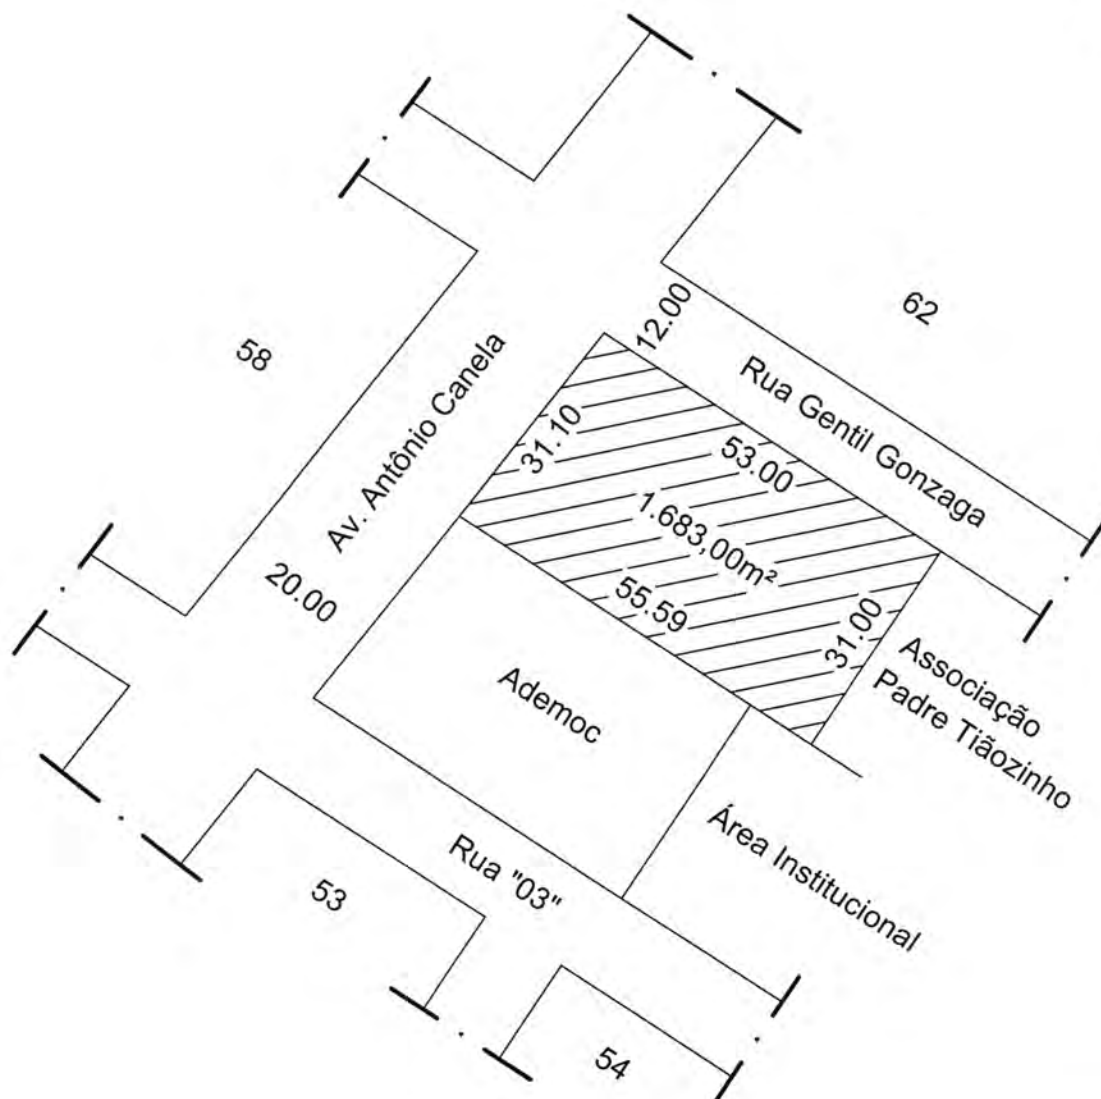 62
58
12.00
Rua Gentil Gonzaga
Av. Antônio Canela
31.10
53.00
1.683,00m²
55.59
31.00
20.00
Ademoc
Associação
Padre Tiãozinho
Área Institucional
Rua "03"
53
54